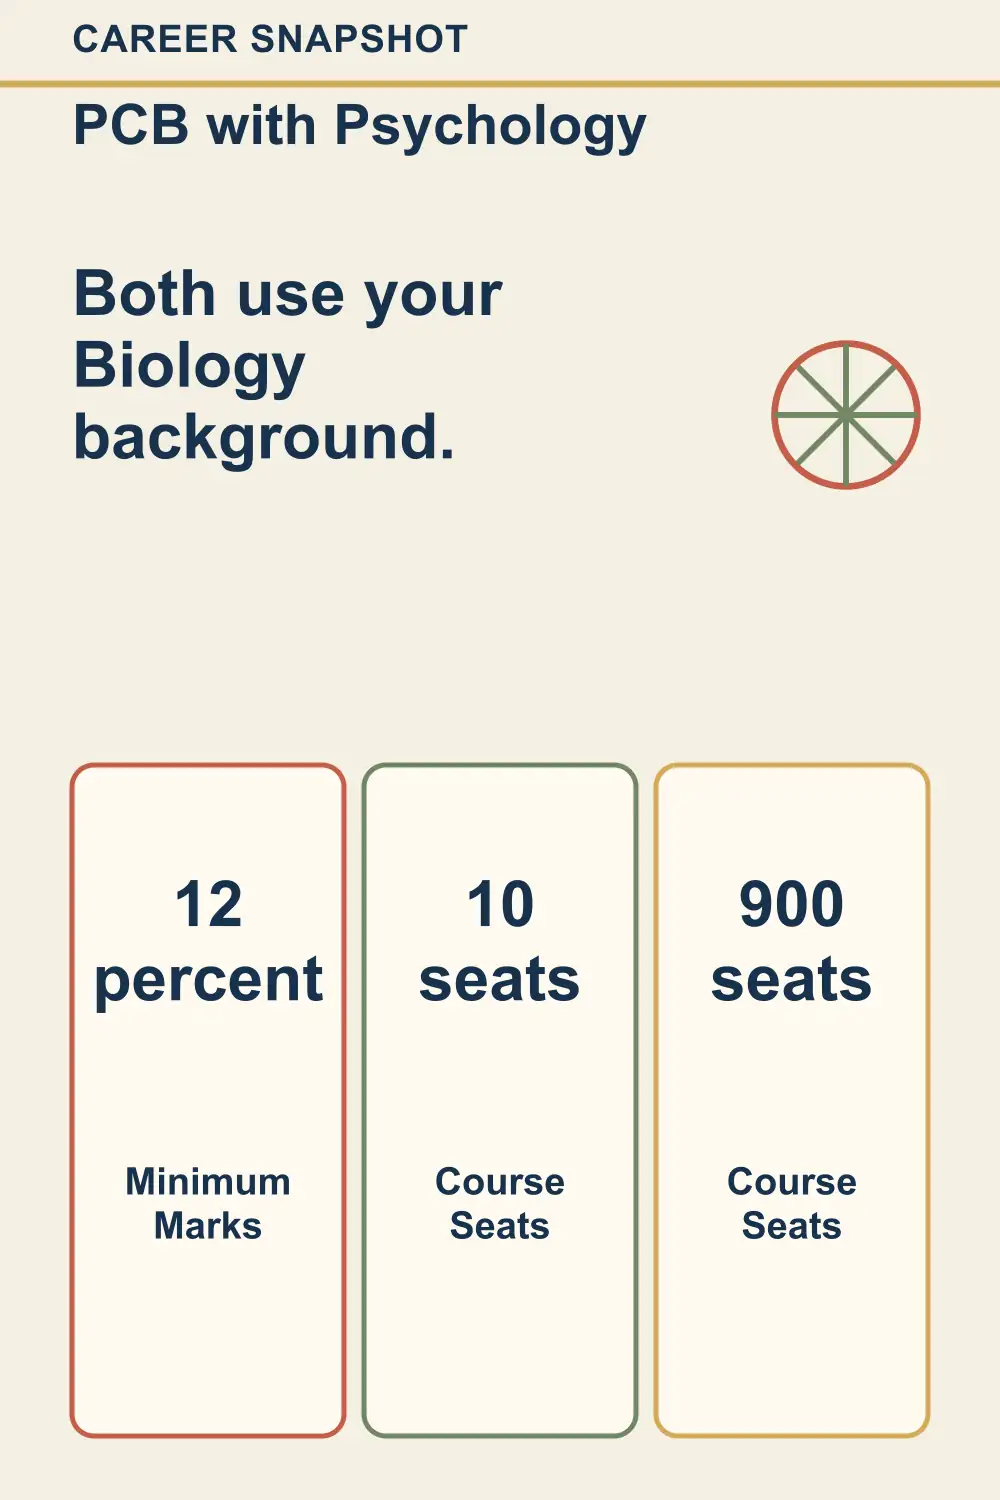 CAREER SNAPSHOT
PCB with Psychology
Both use your
Biology
background.
12
percent
Minimum
Marks
10
seats
Course
Seats
900
seats
Course
Seats